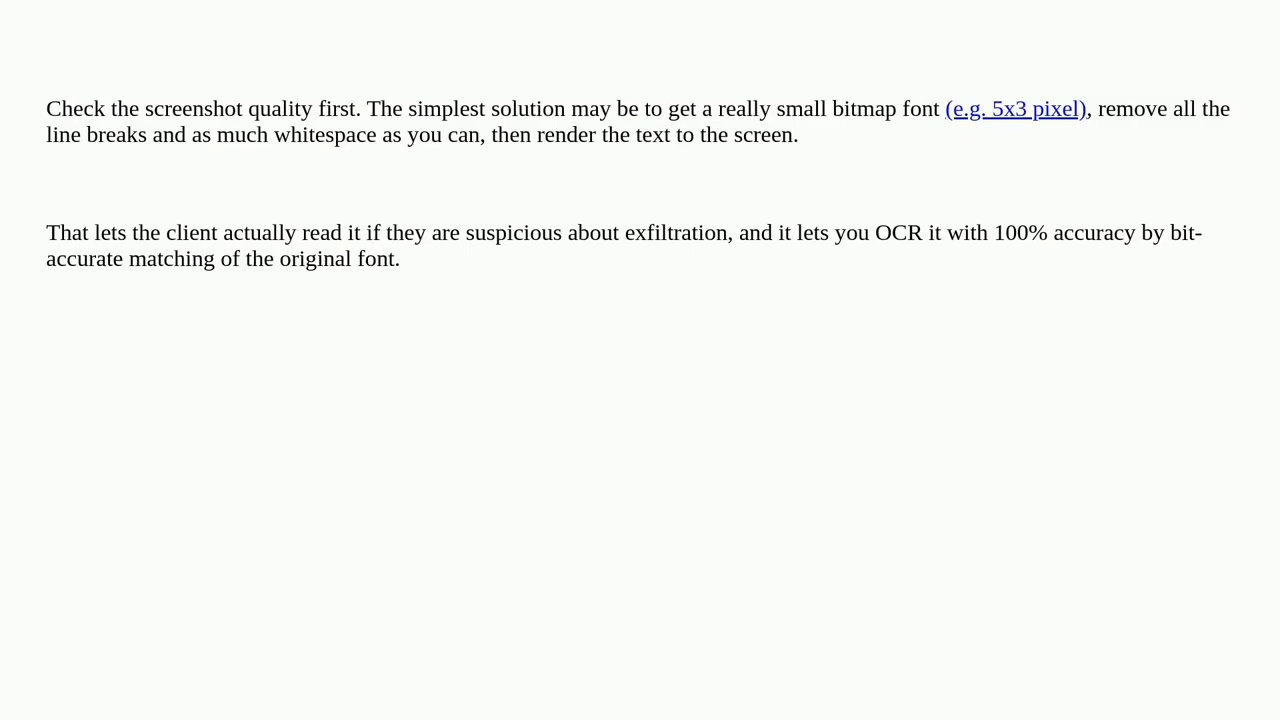 Check the screenshot quality first. The simplest solution may be to get a really small bitmap font (e.g. 5x3 pixel), remove all the
line breaks and as much whitespace as you can, then render the text to the screen.
That lets the client actually read it if they are suspicious about exfiltration, and it lets you OCR it with 100% accuracy by bit-
accurate matching of the original font.